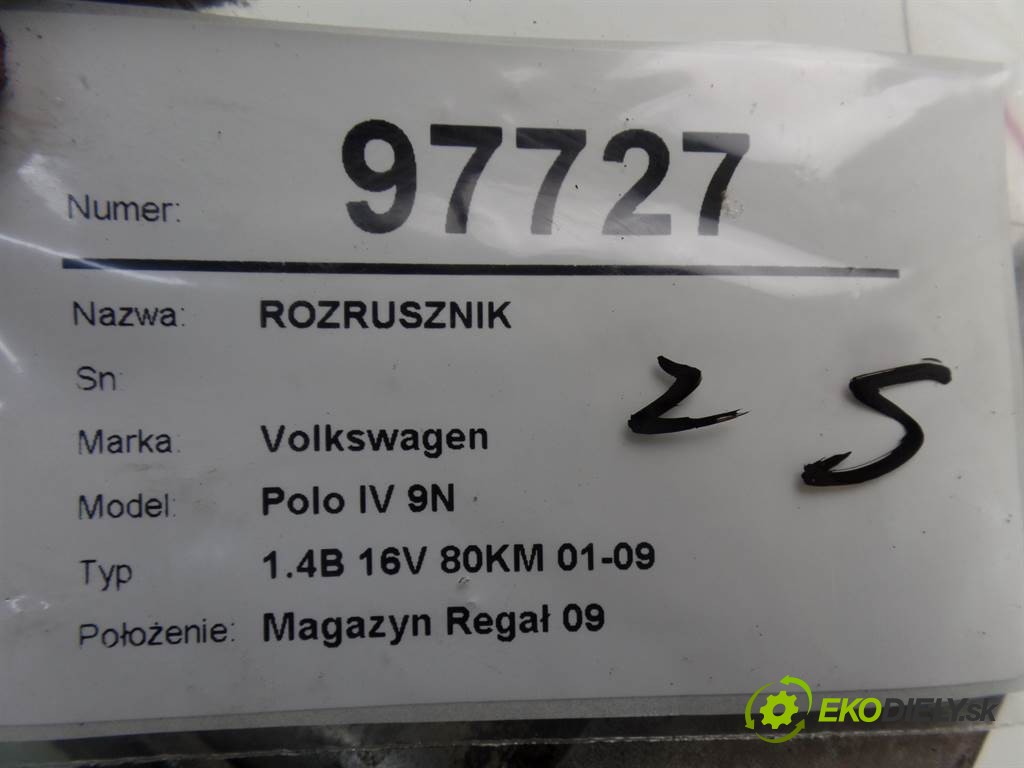 Numer: 97727
Nazwa: ROZRUSZNIK
Sn:
Marka: Volkswagen
Model: Polo IV 9N
Typ 1.4B 16V 80KM 01-09
Położenie: Magazyn Regał 09
2 5
EKODIELY.sk